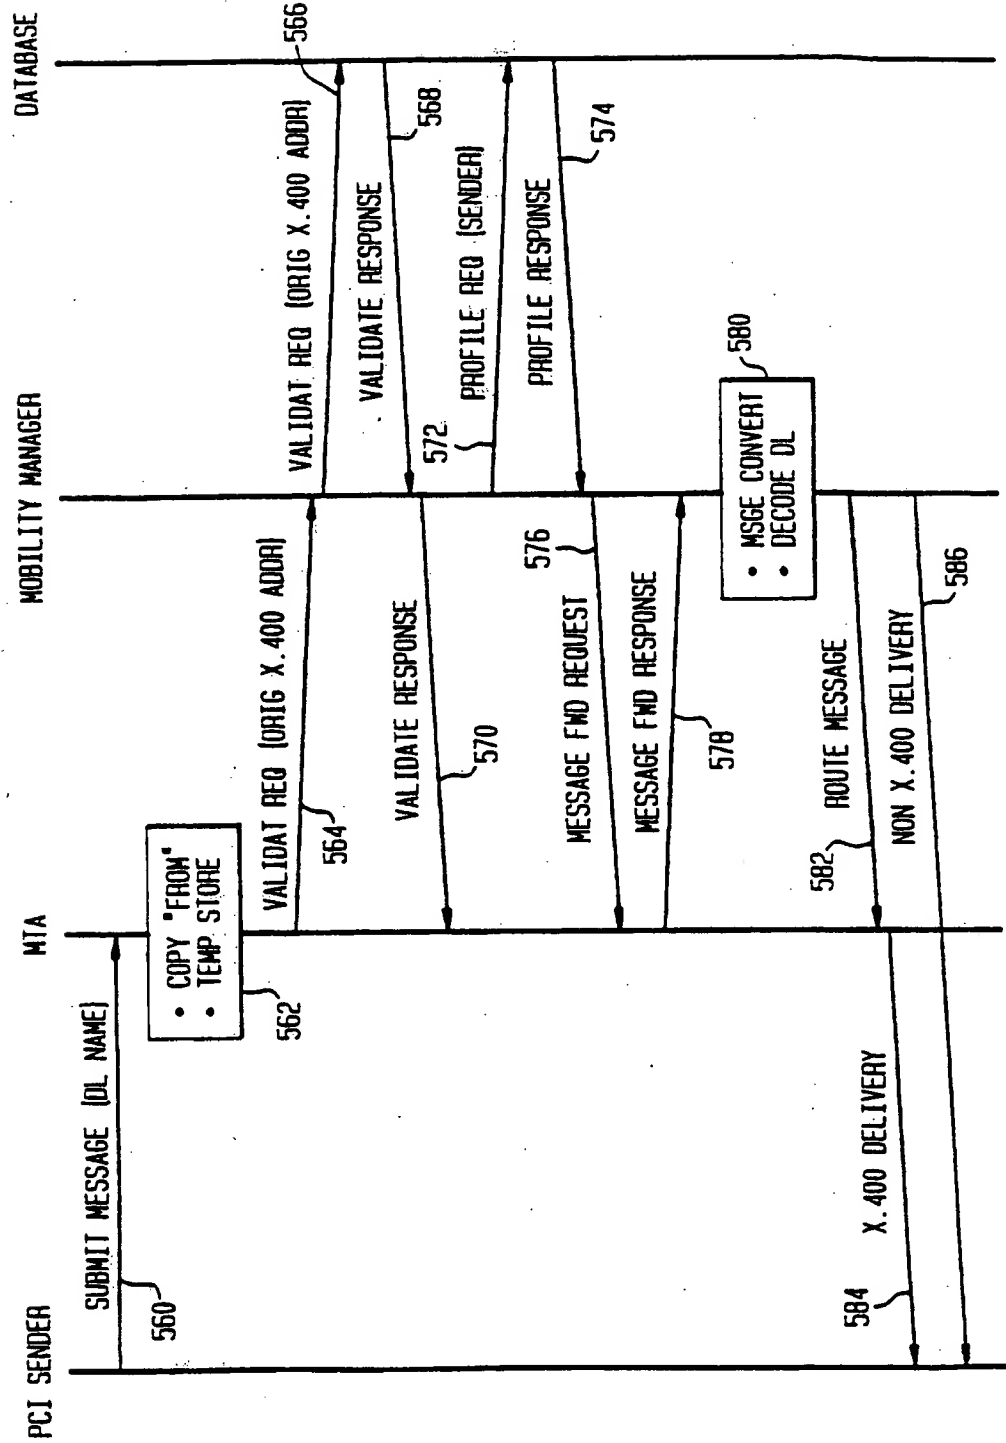 PCI SENDER
MTA
MOBILITY MANAGER
DATABASE
SUBMIT MESSAGE (DL NAME)
560
• COPY "FROM"
• TEMP STORE
562
VALIDAT REQ (ORIG X.400 ADDR)
564
VALIDAT REQ (ORIG X.400 ADDR)
566
VALIDATE RESPONSE
568
VALIDATE RESPONSE
570
572
PROFILE REQ (SENDER)
PROFILE RESPONSE
574
576
MESSAGE FWD REQUEST
MESSAGE FWD RESPONSE
578
• MSGE CONVERT
• DECODE DL
580
ROUTE MESSAGE
582
X.400 DELIVERY
584
NON X.400 DELIVERY
586